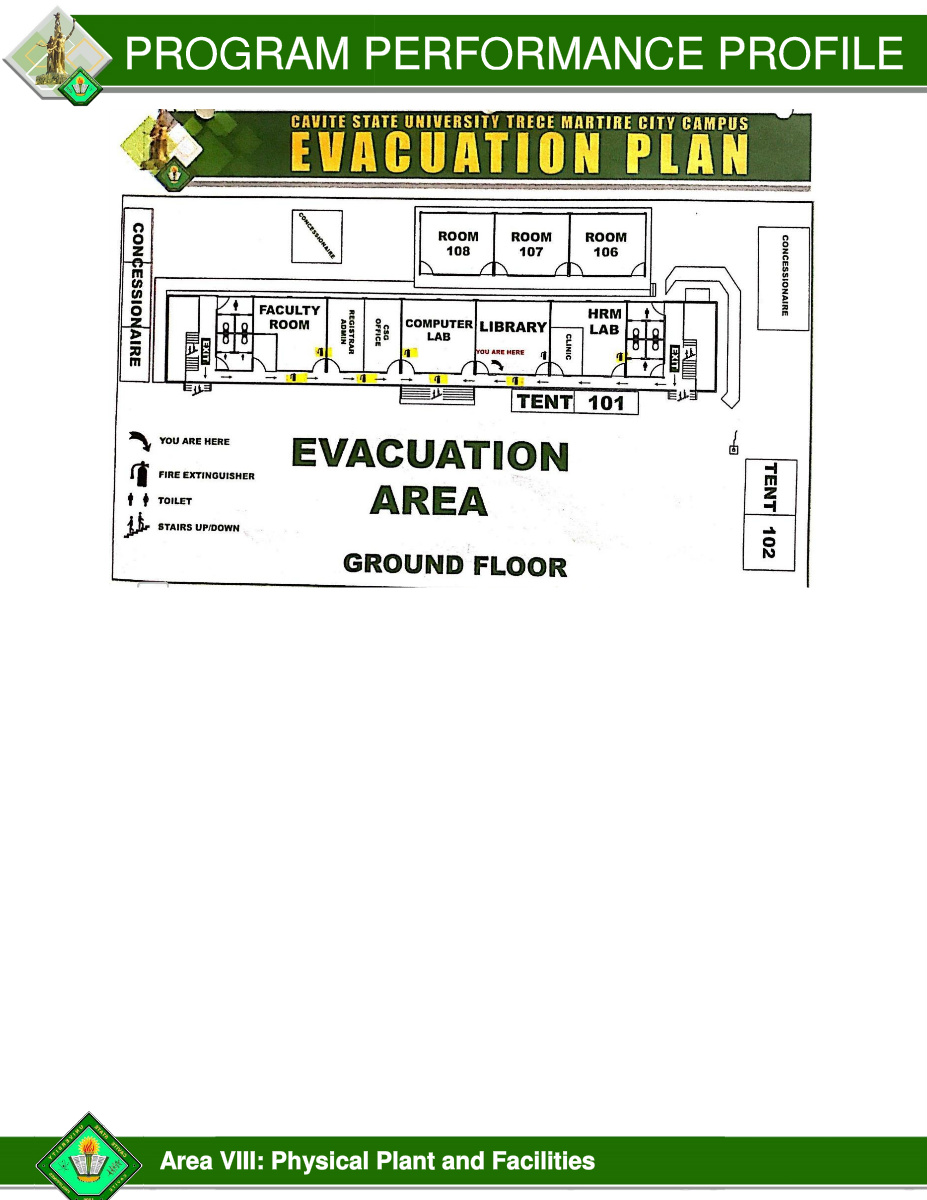 PROGRAM PERFORMANCE PROFILE
CAVITE STATE UNIVERSITY TRECE MARTIRE CITY CAMPUS
EVACUATION PLAN
CONCESSIONAIRE
CONCESSIONAIRE
ROOM
108
ROOM
107
ROOM
106
CONCESSIONAIRE
EXIT
FACULTY
ROOM
REGISTRAR
ADMIN
CSG
OFFICE
COMPUTER
LAB
LIBRARY
YOU ARE HERE
CLINIC
HRM
LAB
EXIT
TENT 101
YOU ARE HERE
FIRE EXTINGUISHER
TOILET
STAIRS UP/DOWN
EVACUATION
AREA
GROUND FLOOR
TENT 102
Area VIII: Physical Plant and Facilities